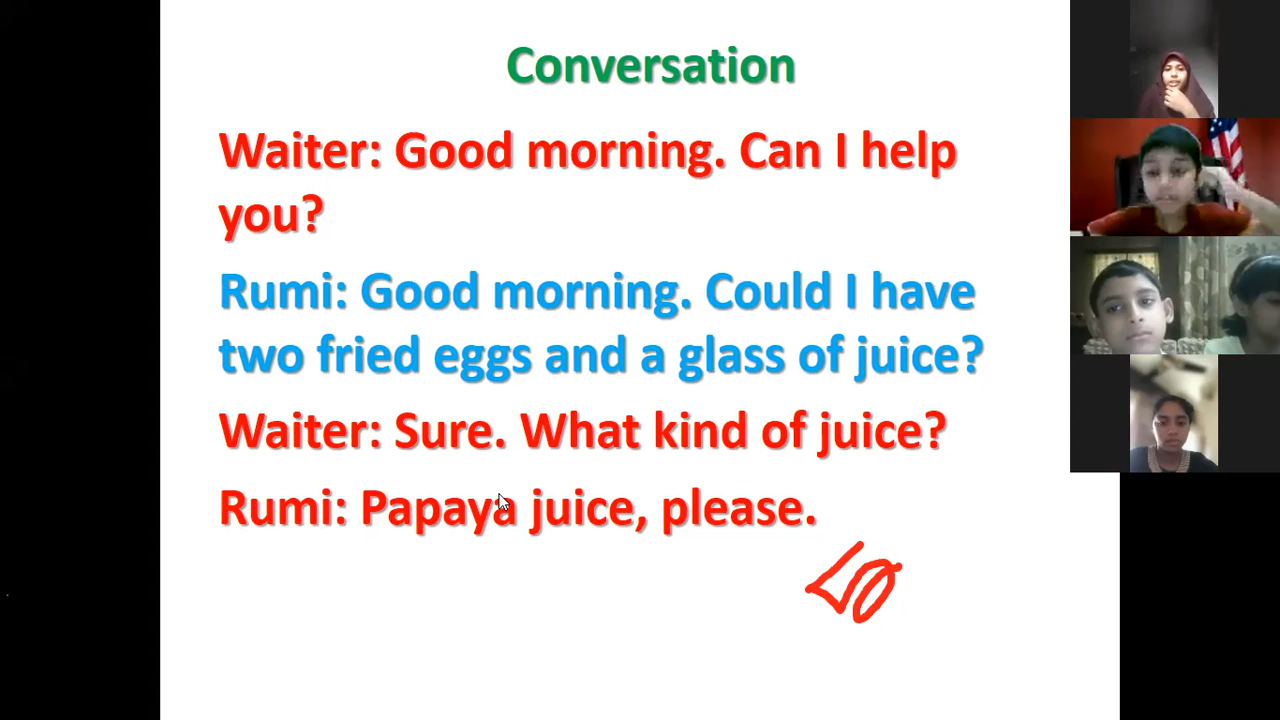 Conversation
Waiter: Good morning. Can I help
you?
Rumi: Good morning. Could I have
two fried eggs and a glass of juice?
Waiter: Sure. What kind of juice?
Rumi: Papaya juice, please.